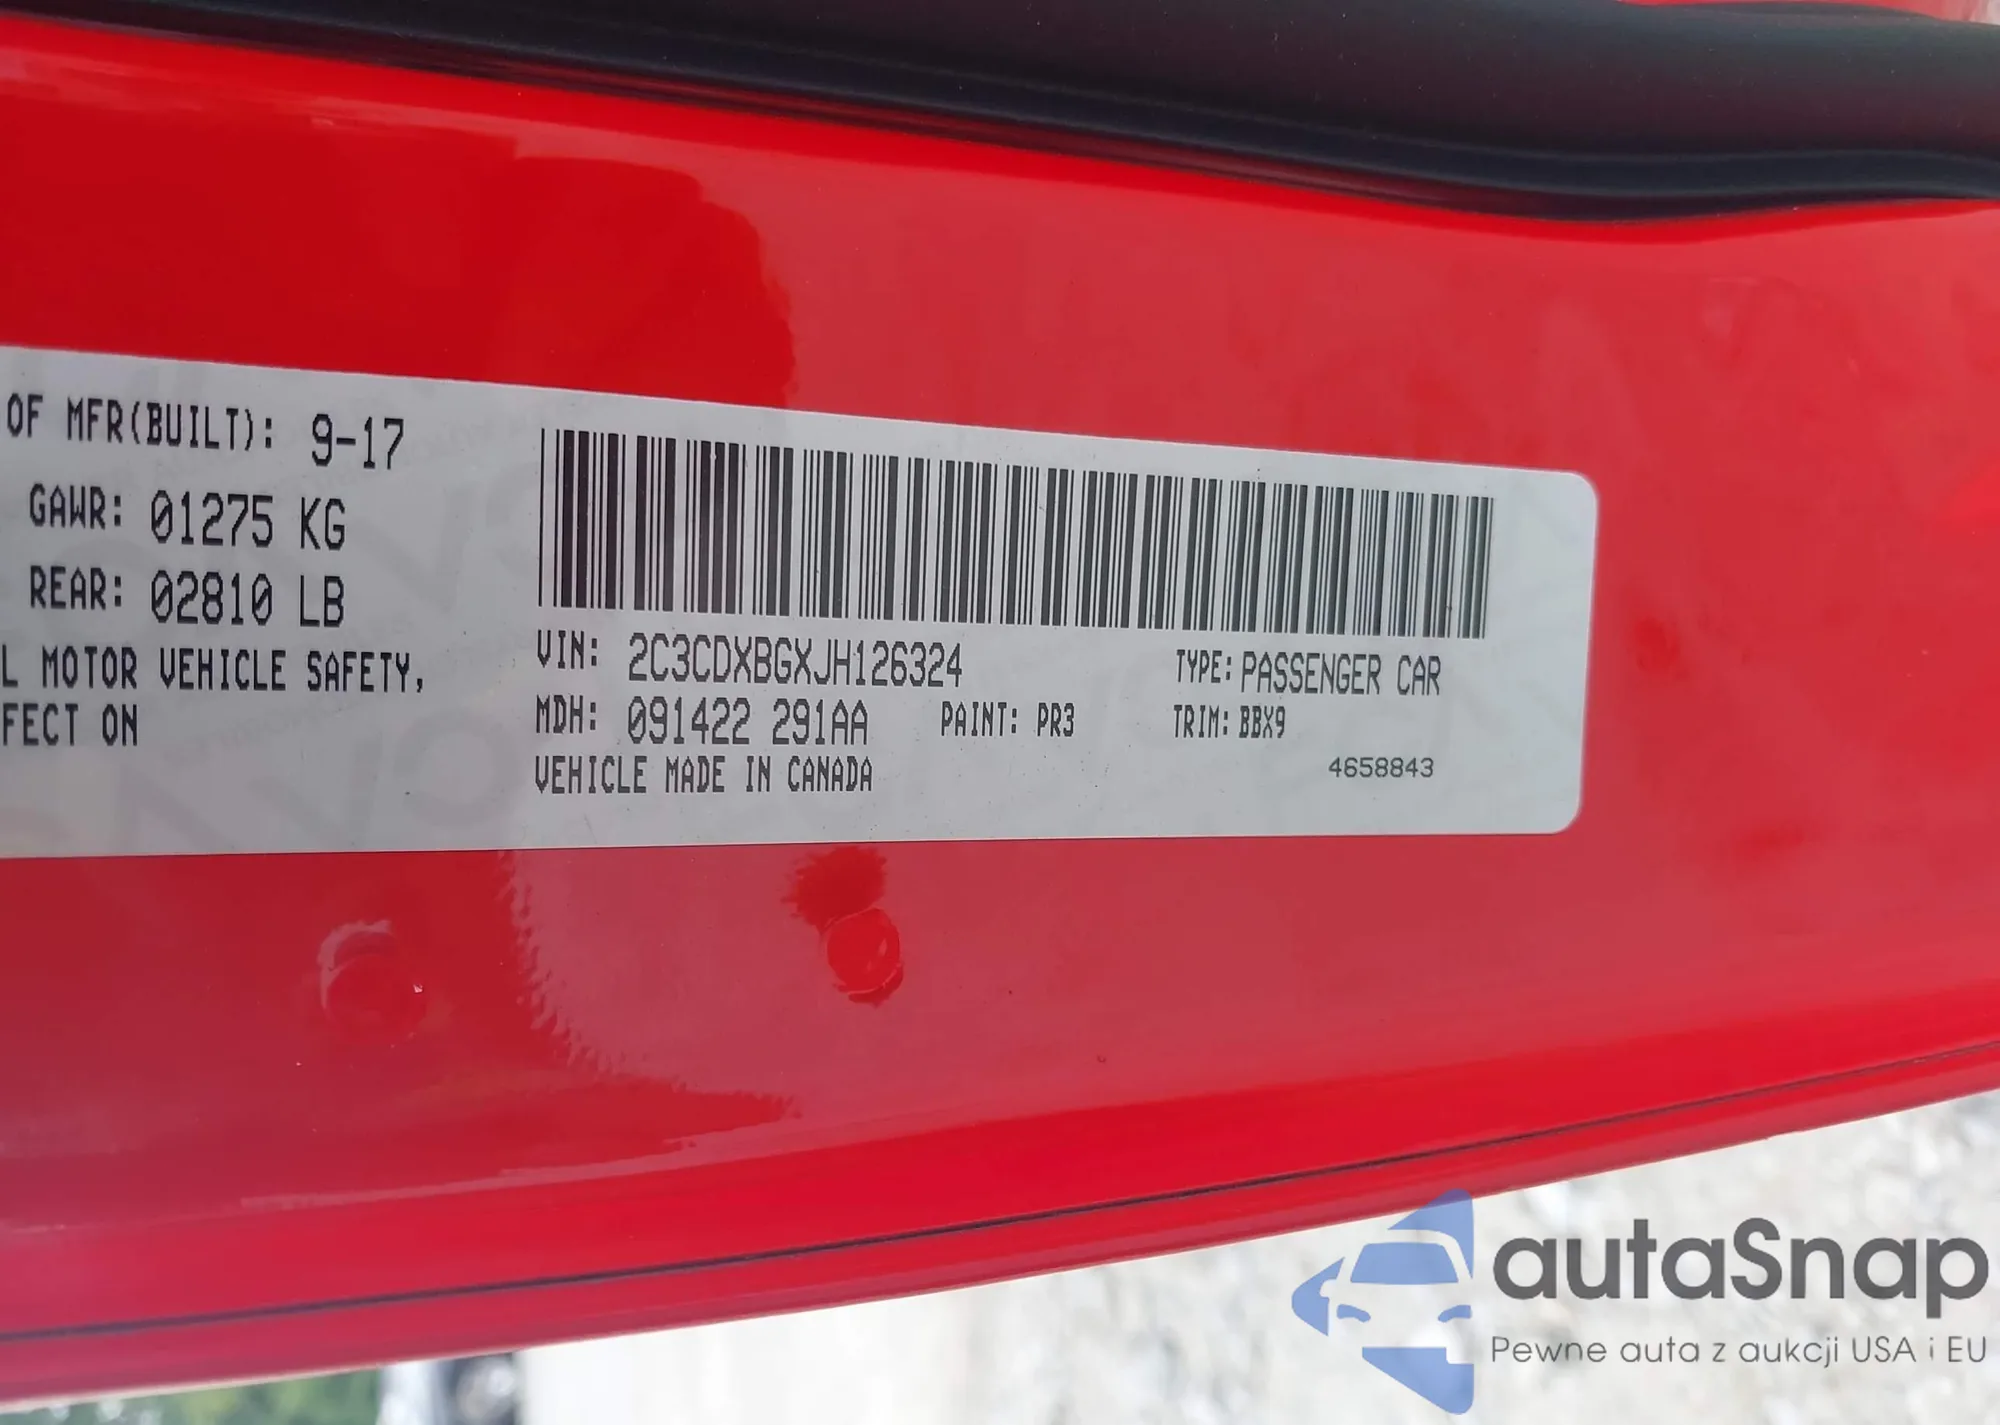 OF MFR(BUILT): 9-17
GAWR: 01275 KG
REAR: 02810 LB
L MOTOR VEHICLE SAFETY,
FECT ON
VIN: 2C3CDXBGXJH126324
TYPE: PASSENGER CAR
MDH: 091422 291AA
PAINT: PR3
TRIM: BBX9
VEHICLE MADE IN CANADA
4658843
autaSnap
Pewne auta z aukcji USA i EU